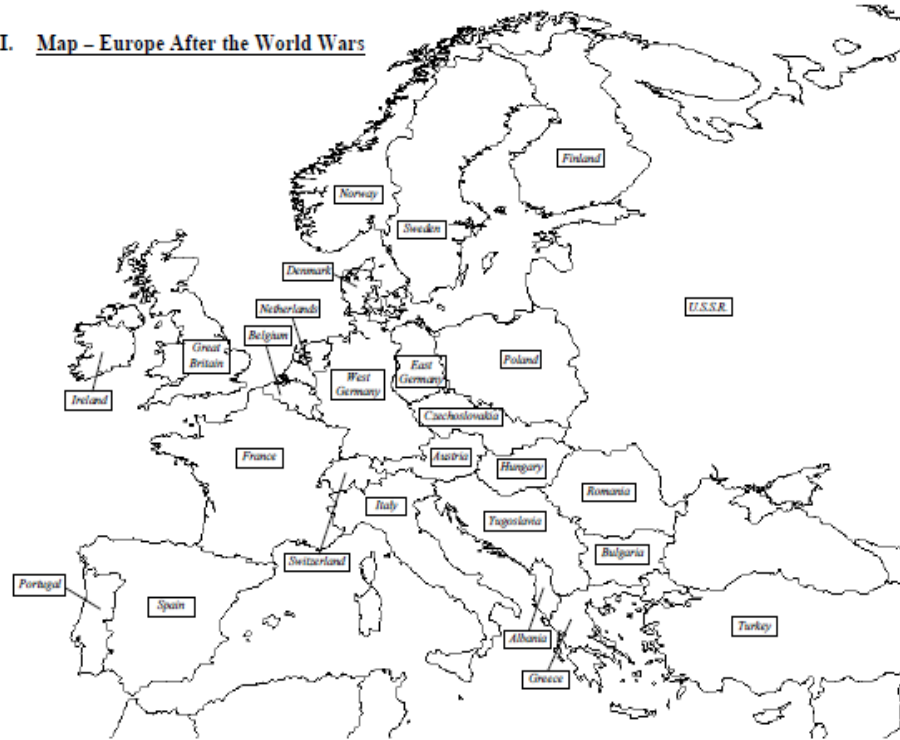 I. Map – Europe After the World Wars
Finland
Norway
Sweden
Denmark
U.S.S.R.
Netherlands
Belgium
Great
Britain
Poland
East
Germany
West
Germany
Ireland
Czechoslovakia
France
Austria
Hungary
Romania
Italy
Yugoslavia
Bulgaria
Switzerland
Portugal
Spain
Turkey
Albania
Greece